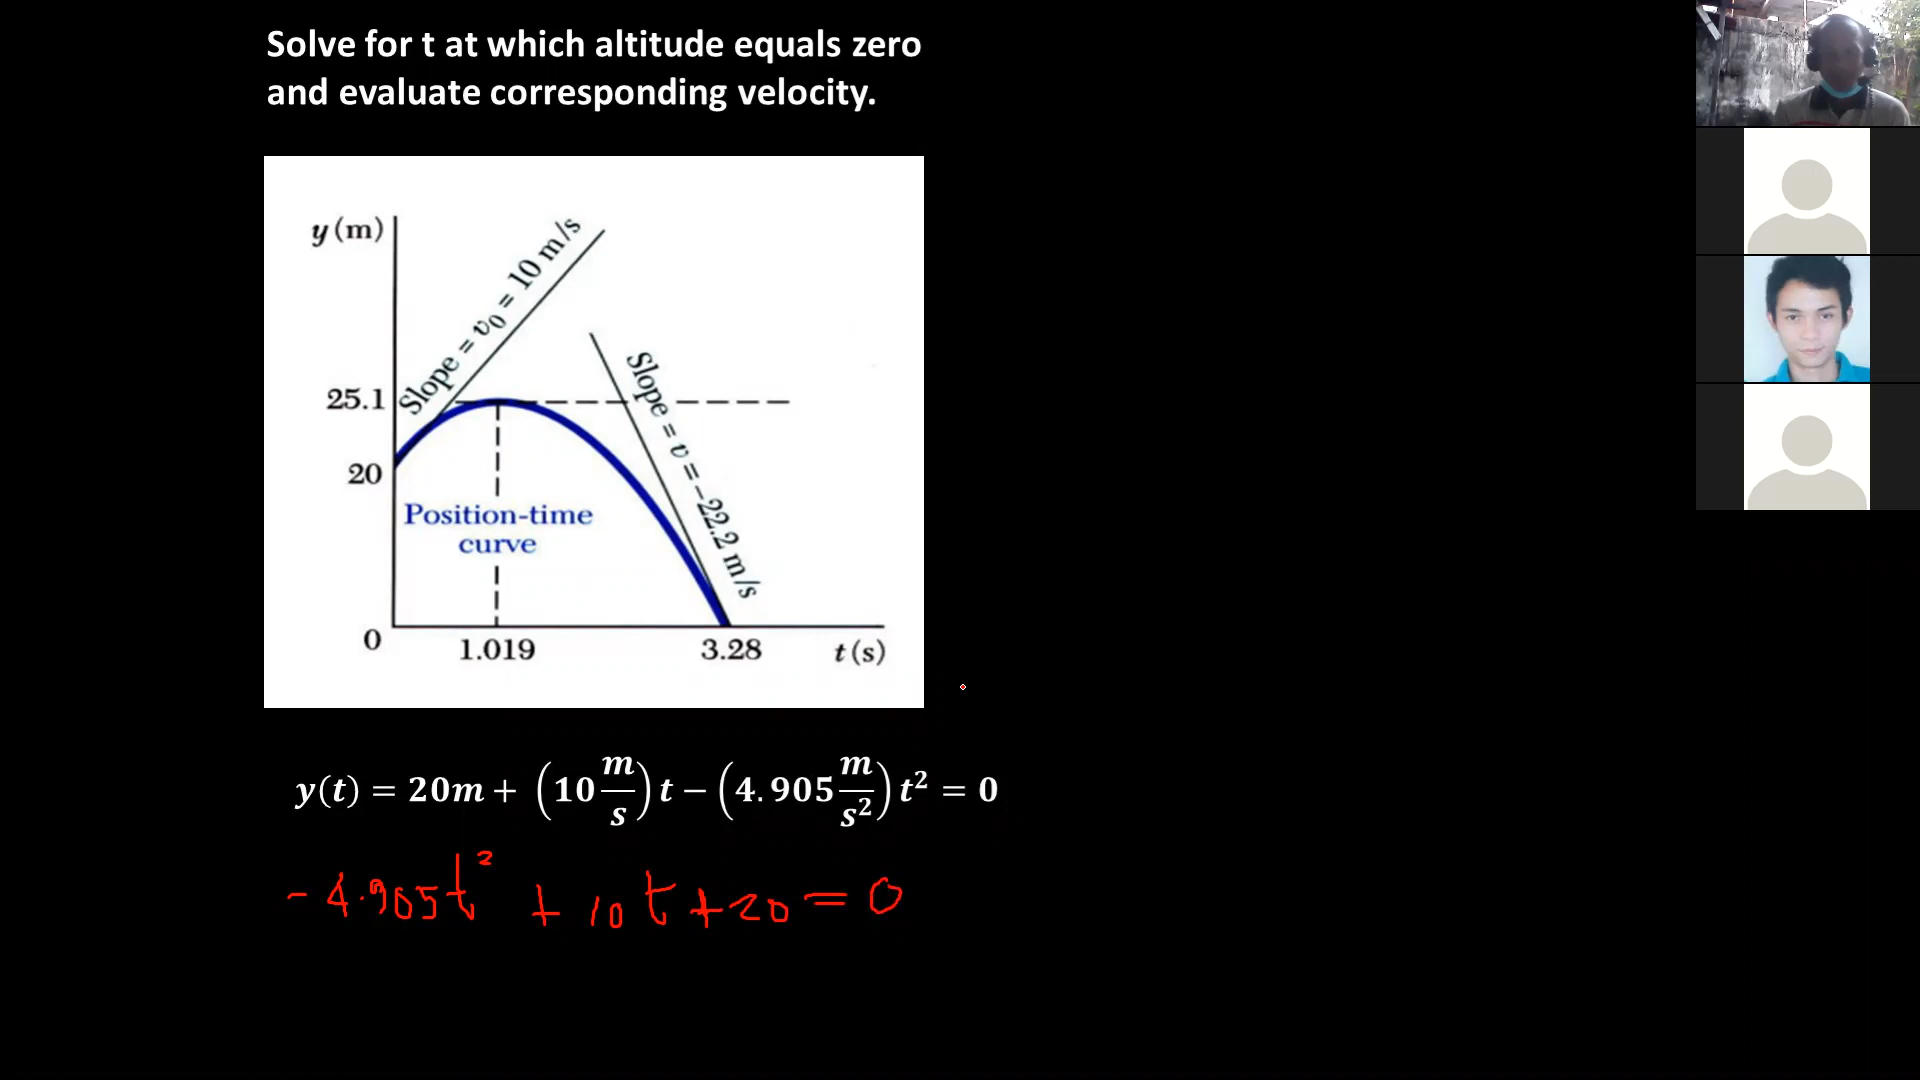 Solve for t at which altitude equals zero
and evaluate corresponding velocity.
y (m)
Slope = v₀ = 10 m/s
Slope = v = −22.2 m/s
25.1
20
Position-time
curve
0
1.019
3.28
t (s)
y(t) = 20m + (10 m/s) t − (4.905 m/s²) t² = 0
- 4.905t² + 10t + 20 = 0